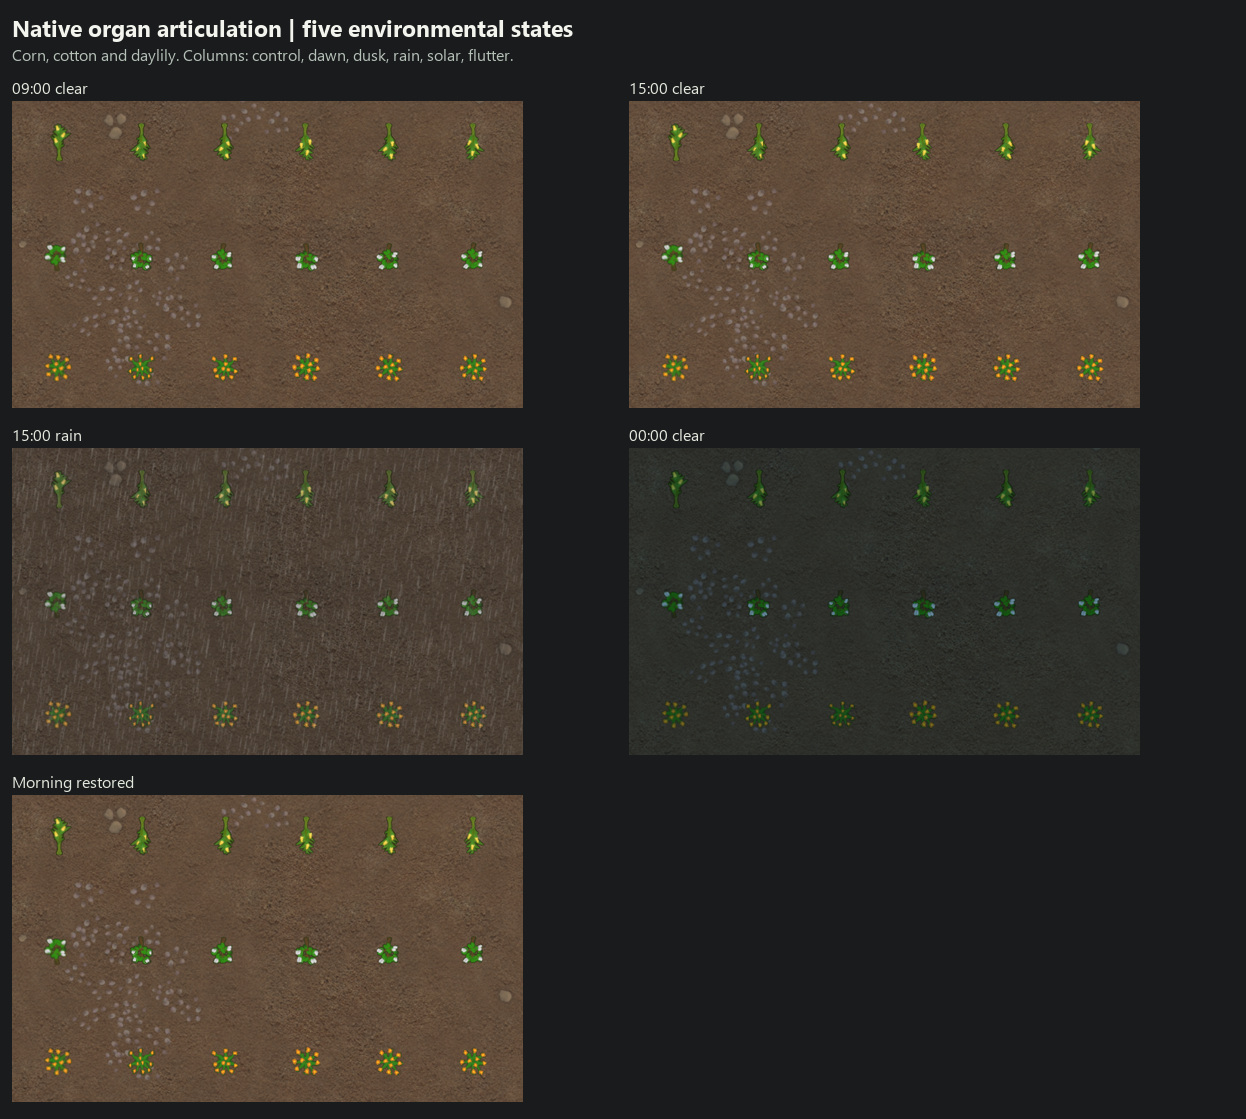 Native organ articulation | five environmental states
Corn, cotton and daylily. Columns: control, dawn, dusk, rain, solar, flutter.
09:00 clear
15:00 clear
15:00 rain
00:00 clear
Morning restored